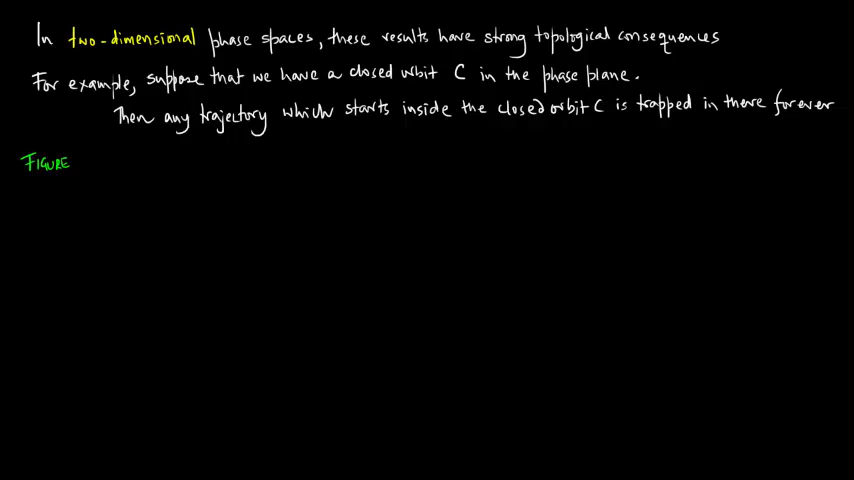 In two-dimensional phase spaces, these results have strong topological consequences
For example, suppose that we have a closed orbit C in the phase plane.
Then any trajectory which starts inside the closed orbit C is trapped in there forever
FIGURE